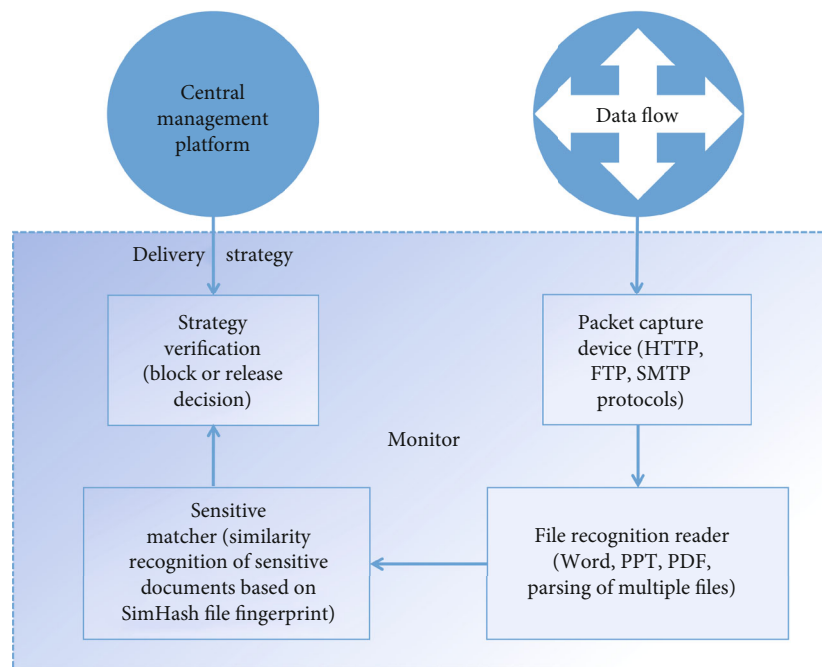 Central
management
platform
Data flow
Delivery strategy
Strategy
verification
(block or release
decision)
Packet capture
device (HTTP,
FTP, SMTP
protocols)
Monitor
Sensitive
matcher (similarity
recognition of sensitive
documents based on
SimHash file fingerprint)
File recognition reader
(Word, PPT, PDF,
parsing of multiple files)